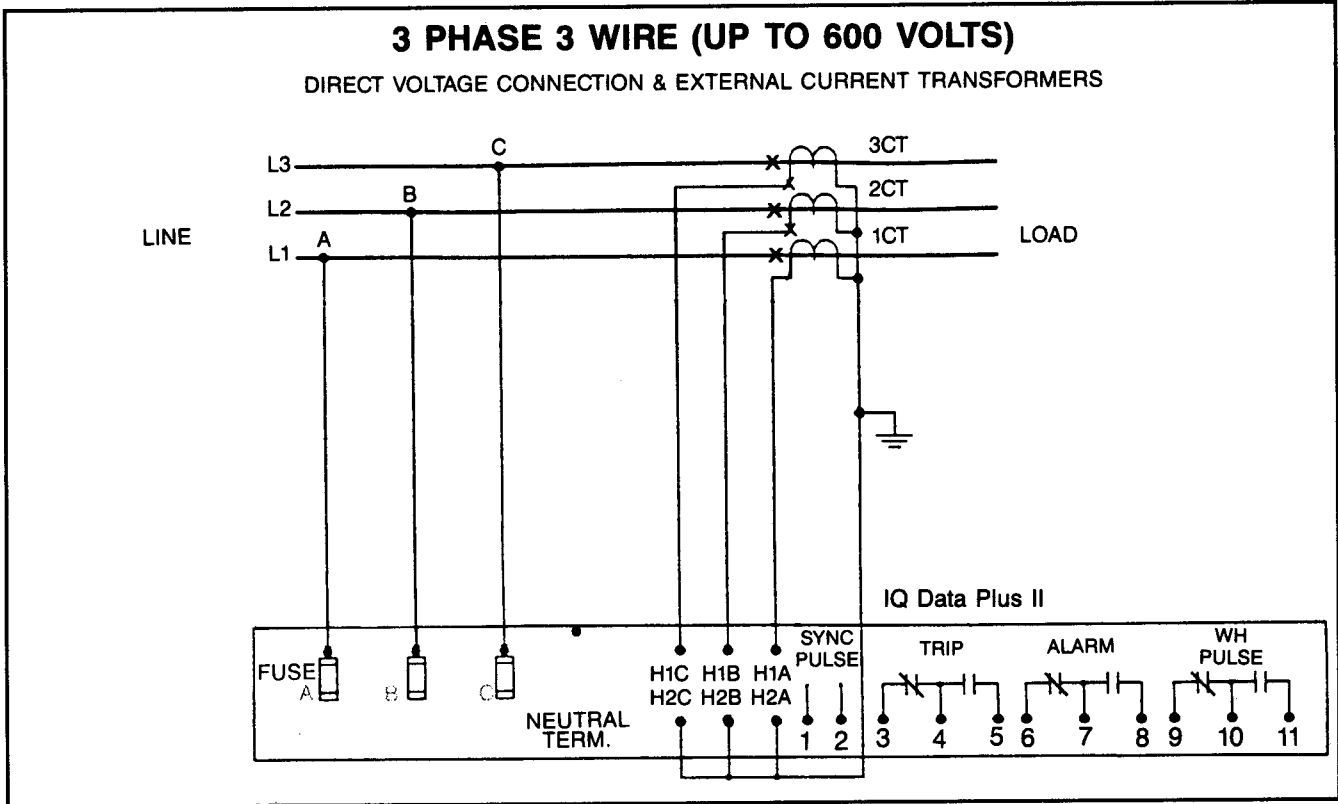 3 PHASE 3 WIRE (UP TO 600 VOLTS)
DIRECT VOLTAGE CONNECTION & EXTERNAL CURRENT TRANSFORMERS
L3
C
3CT
L2
B
2CT
LINE
L1
A
1CT
LOAD
IQ Data Plus II
FUSE
A
B
C
NEUTRAL
TERM.
H1C H1B H1A
H2C H2B H2A
SYNC
PULSE
1 2
TRIP
3 4 5
ALARM
6 7 8
WH
PULSE
9 10 11